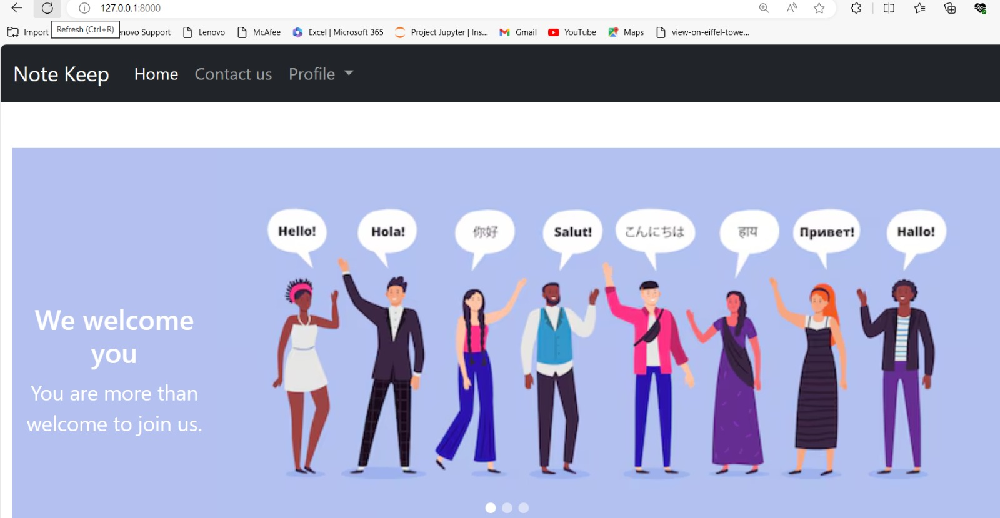 127.0.0.1:8000
Import
Refresh (Ctrl+R)
enovo Support
Lenovo
McAfee
Excel | Microsoft 365
Project Jupyter | Ins...
Gmail
YouTube
Maps
view-on-eiffel-towe...
Note Keep
Home
Contact us
Profile
Hello!
Hola!
你好
Salut!
こんにちは
हाय
Привет!
Hallo!
We welcome
you
You are more than
welcome to join us.